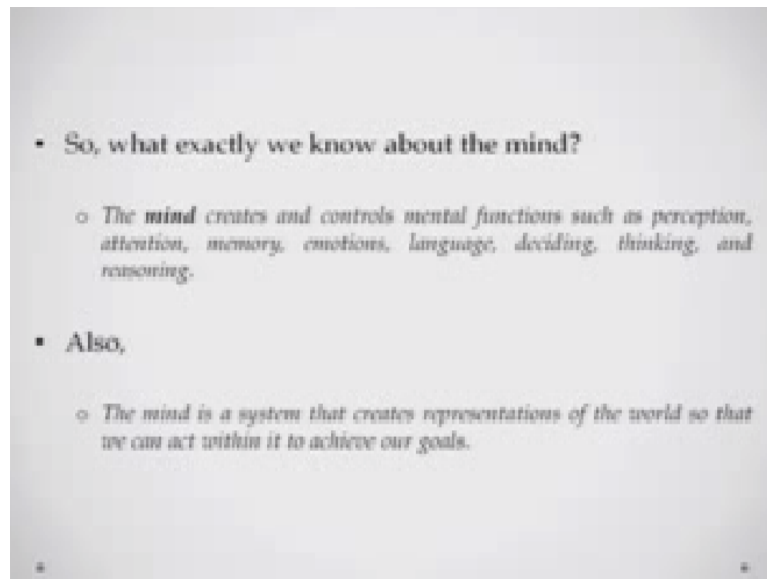 ▪ So, what exactly we know about the mind?
o The mind creates and controls mental functions such as perception,
attention, memory, emotions, language, deciding, thinking, and
reasoning.
▪ Also,
o The mind is a system that creates representations of the world so that
we can act within it to achieve our goals.